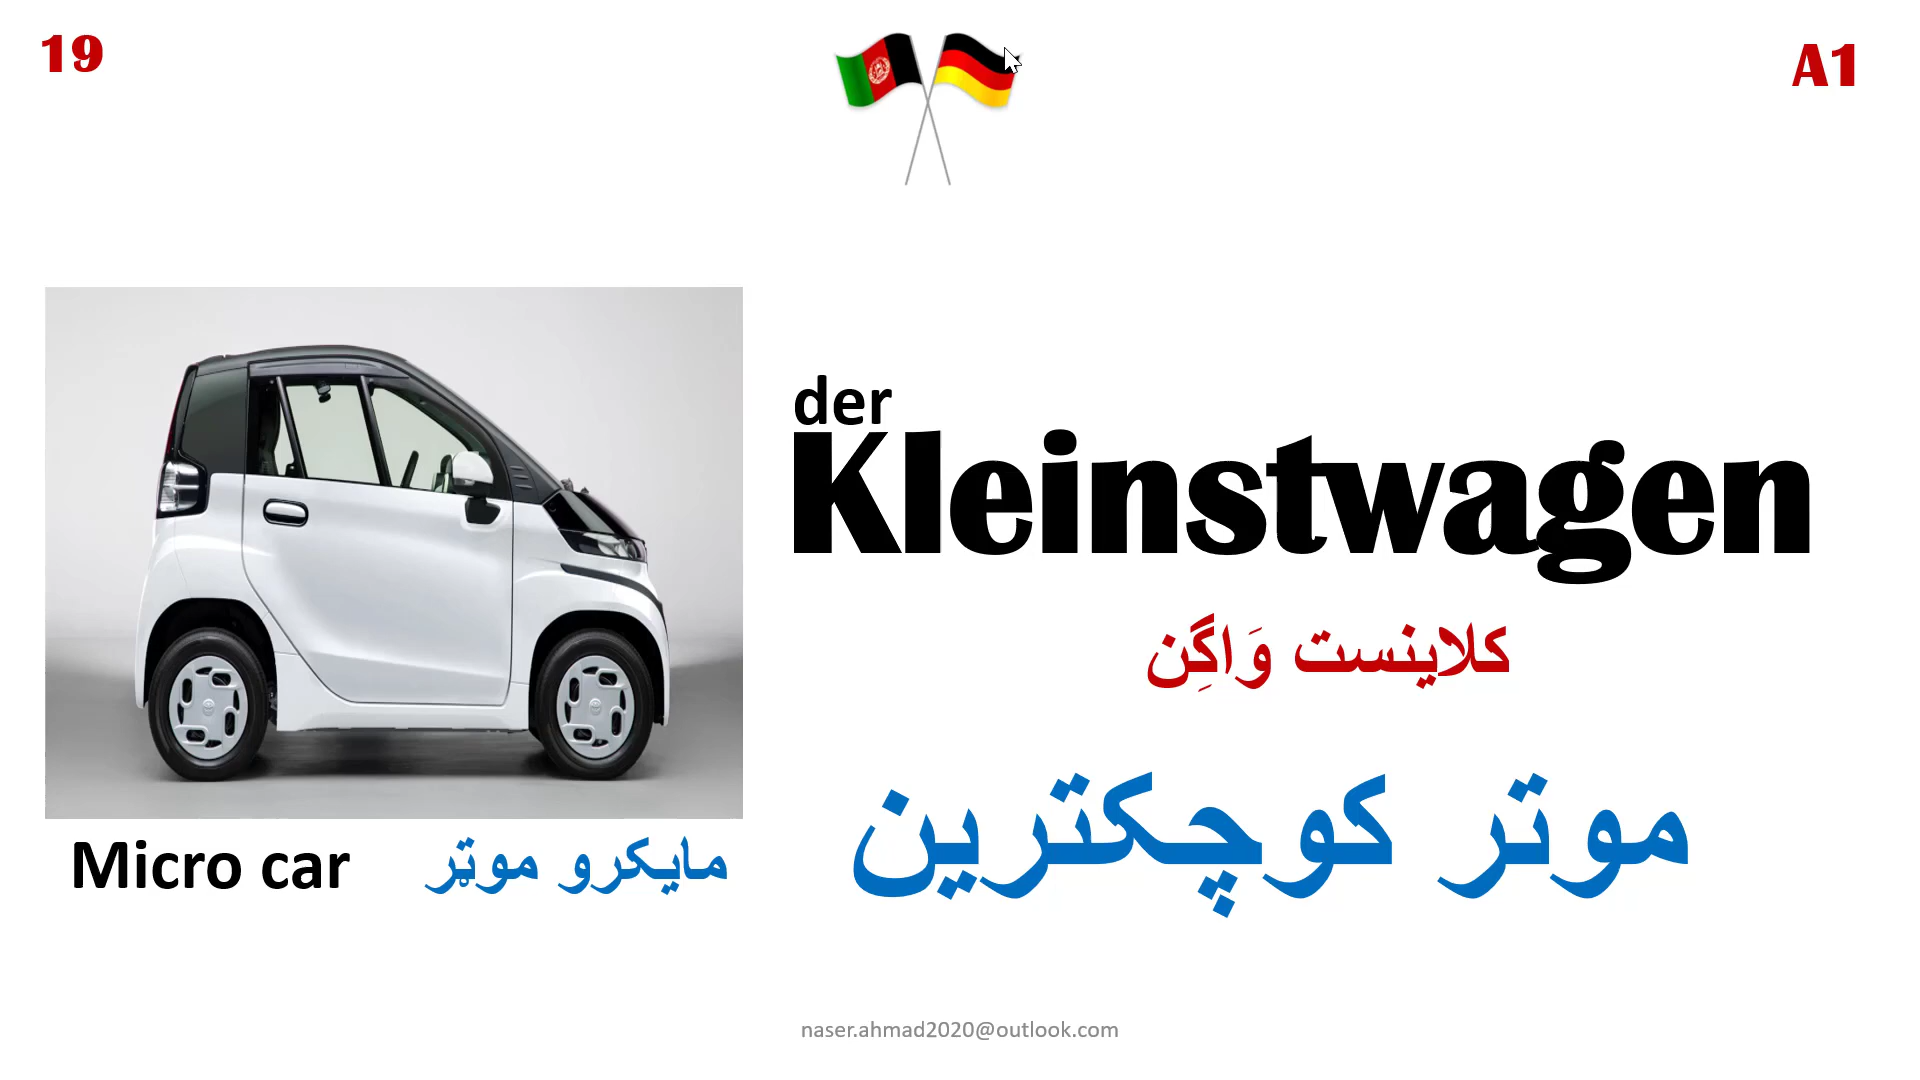 19
A1
der
Kleinstwagen
کلاینست وَاگِن
موتر کوچکترین
Micro car
مایکرو موټر
naser.ahmad2020@outlook.com